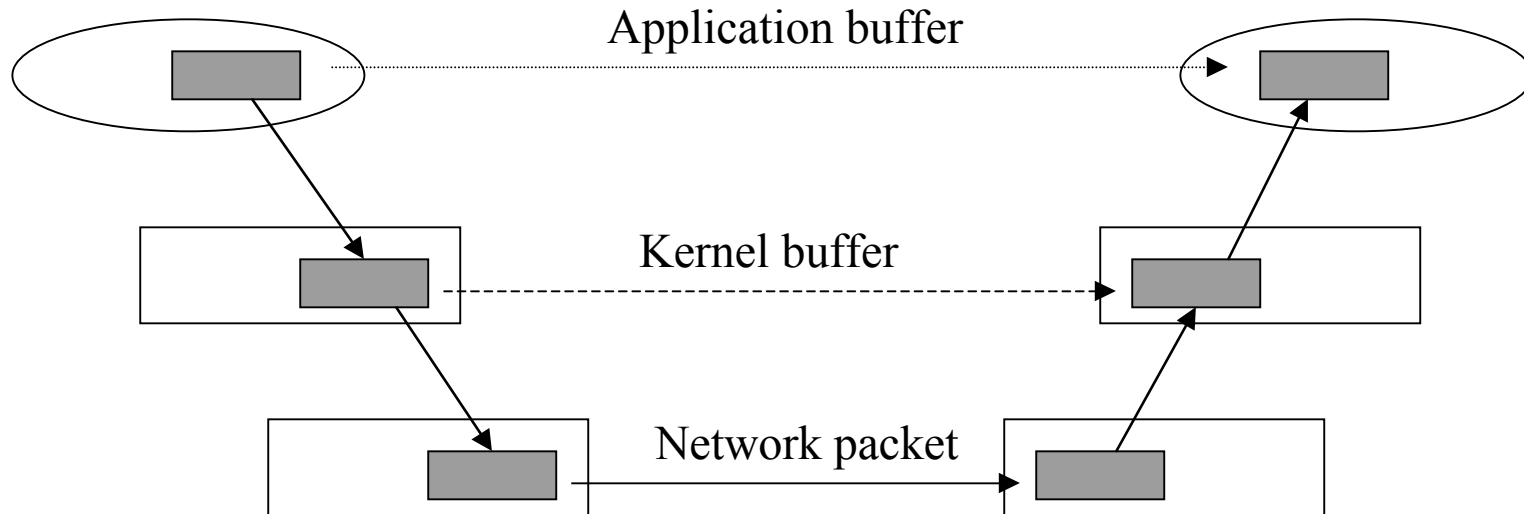 Application buffer
Kernel buffer
Network packet